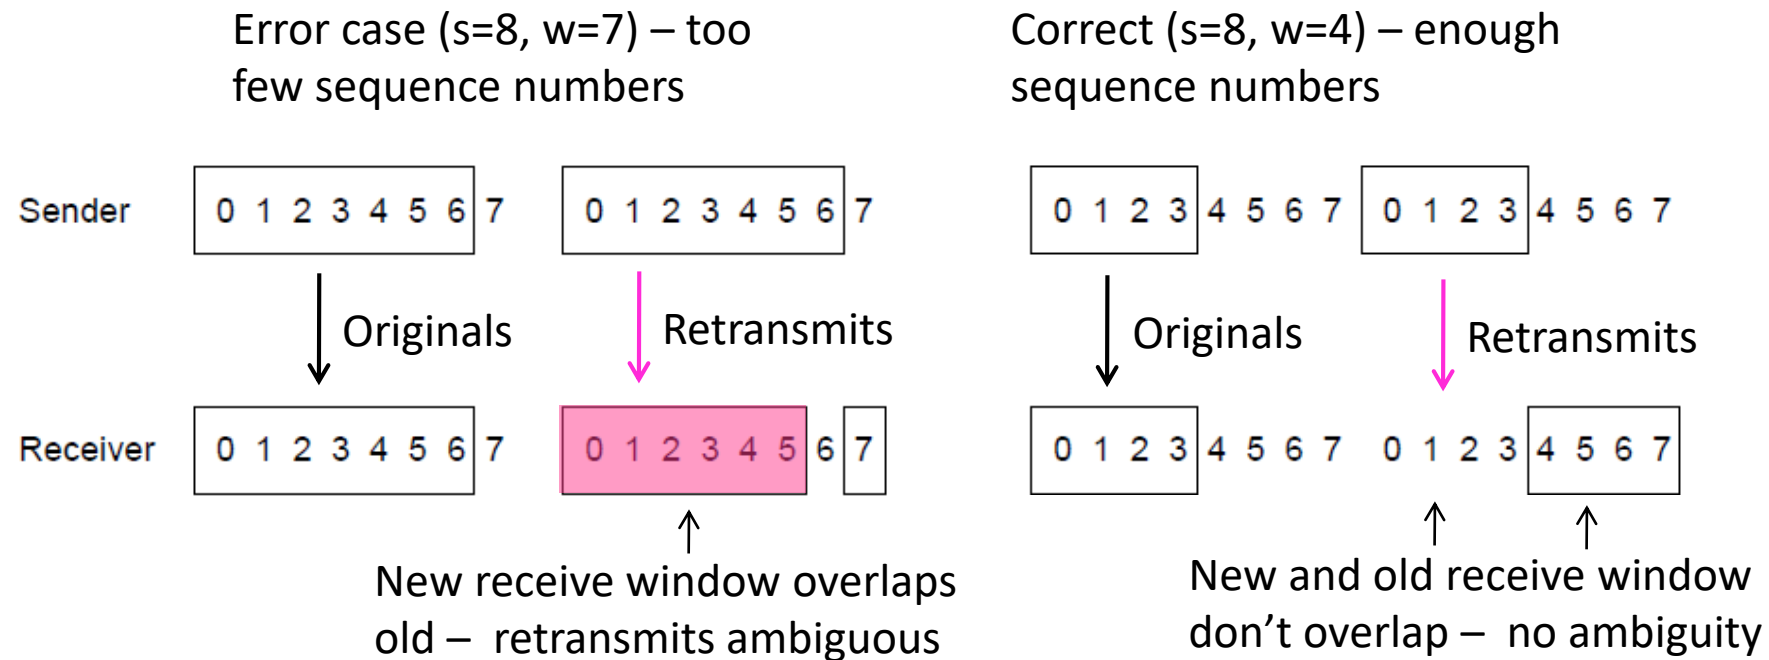 Error case (s=8, w=7) – too
few sequence numbers
Correct (s=8, w=4) – enough
sequence numbers
Sender 0 1 2 3 4 5 6 7 0 1 2 3 4 5 6 7 0 1 2 3 4 5 6 7 0 1 2 3 4 5 6 7
Originals Retransmits Originals Retransmits
Receiver 0 1 2 3 4 5 6 7 0 1 2 3 4 5 6 7 0 1 2 3 4 5 6 7 0 1 2 3 4 5 6 7
New receive window overlaps
old – retransmits ambiguous
New and old receive window
don’t overlap – no ambiguity